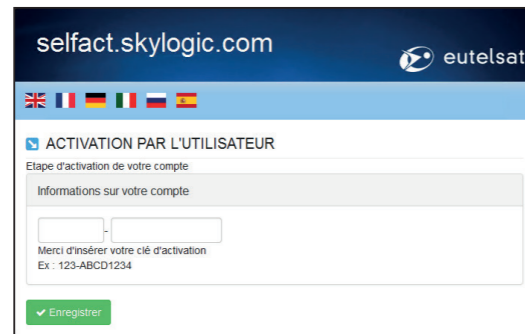 selfact.skylogic.com
eutelsat
ACTIVATION PAR L'UTILISATEUR
Etape d'activation de votre compte
Informations sur votre compte
-
Merci d'insérer votre clé d'activation
Ex : 123-ABCD1234
Enregistrer